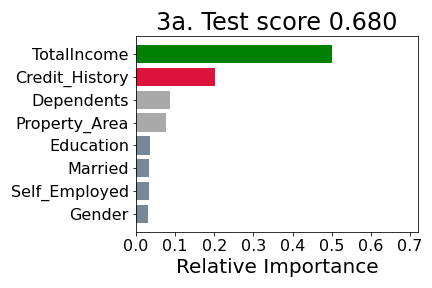 3a. Test score 0.680
TotalIncome
Credit_History
Dependents
Property_Area
Education
Married
Self_Employed
Gender
0.0 0.1 0.2 0.3 0.4 0.5 0.6 0.7
Relative Importance